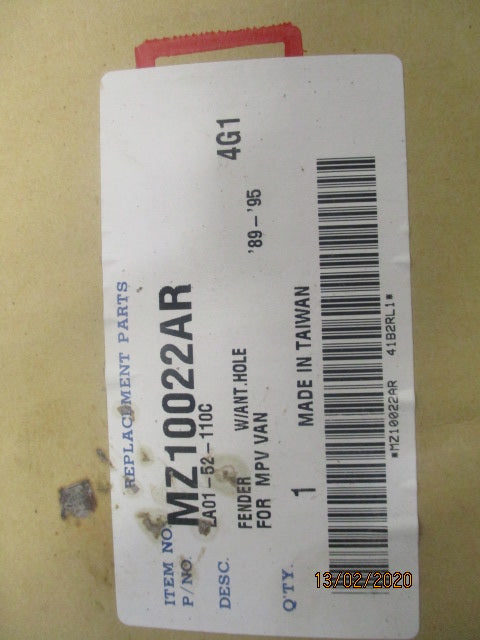 REPLACEMENT PARTS
ITEM NO. MZ10022AR 4G1
P/NO. LA01-52-110C
DESC. FENDER W/ANT.HOLE '89-'95
FOR MPV VAN
Q'TY. 1 MADE IN TAIWAN
*MZ10022AR 41B2RL1*
13/02/2020